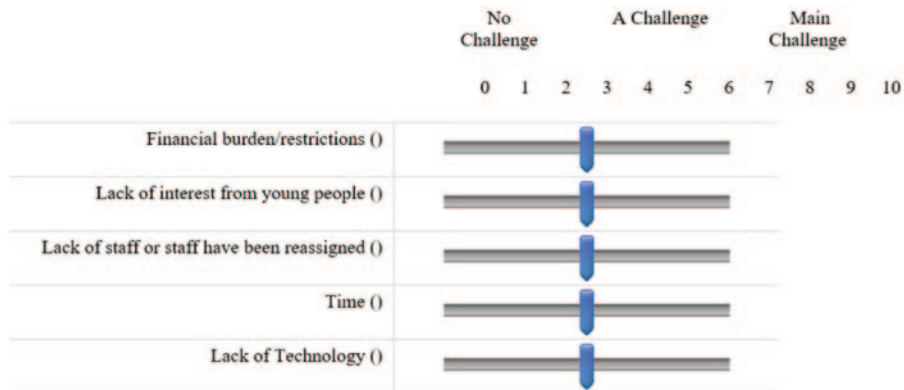 No Challenge A Challenge Main Challenge
0 1 2 3 4 5 6 7 8 9 10
Financial burden/restrictions ()
Lack of interest from young people ()
Lack of staff or staff have been reassigned ()
Time ()
Lack of Technology ()